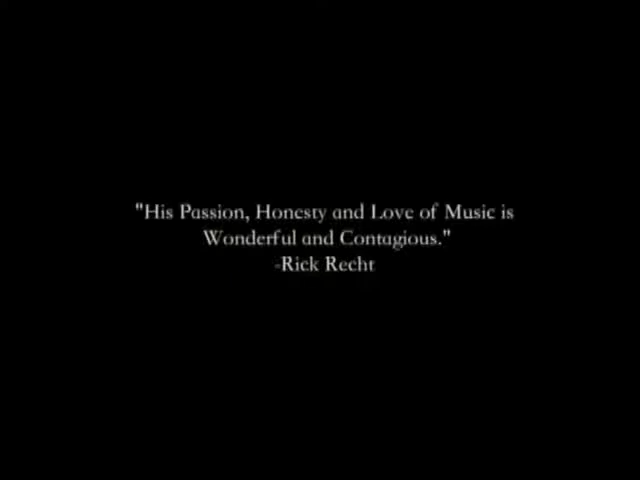 "His Passion, Honesty and Love of Music is
Wonderful and Contagious."
-Rick Recht